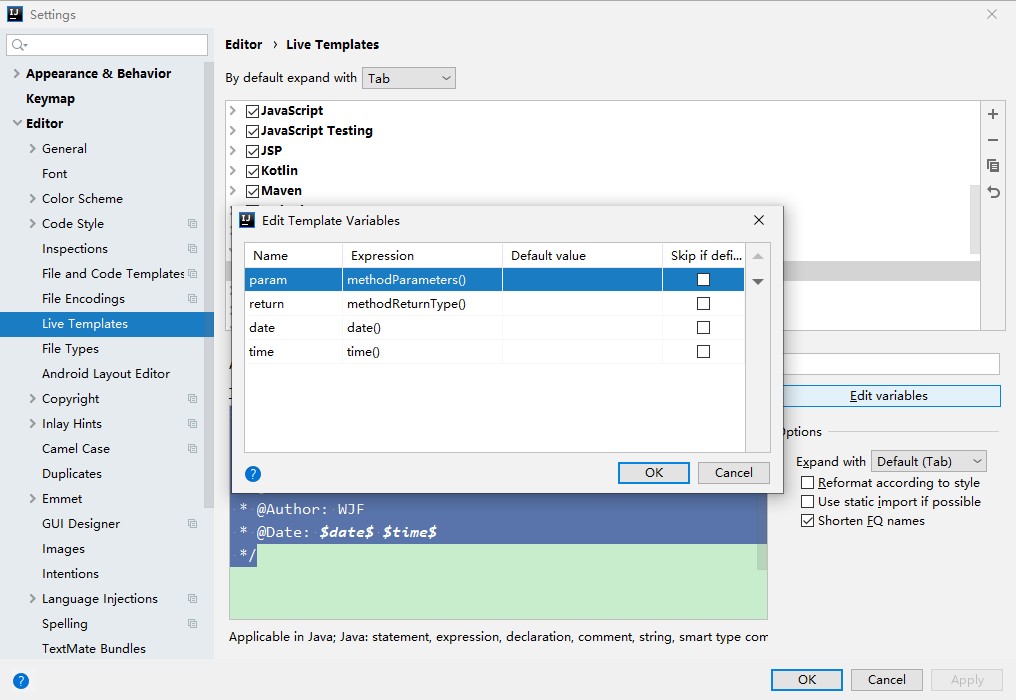 Settings
Editor › Live Templates
By default expand with Tab
Appearance & Behavior
Keymap
Editor
General
Font
Color Scheme
Code Style
Inspections
File and Code Templates
File Encodings
Live Templates
File Types
Android Layout Editor
Copyright
Inlay Hints
Camel Case
Duplicates
Emmet
GUI Designer
Images
Intentions
Language Injections
Spelling
TextMate Bundles
JavaScript
JavaScript Testing
JSP
Kotlin
Maven
Edit Template Variables
Name Expression Default value Skip if defi...
param methodParameters()
return methodReturnType()
date date()
time time()
OK Cancel
Edit variables
Options
Expand with Default (Tab)
Reformat according to style
Use static import if possible
Shorten FQ names
* @Author: WJF
* @Date: $date$ $time$
*/
Applicable in Java; Java: statement, expression, declaration, comment, string, smart type com
OK Cancel Apply